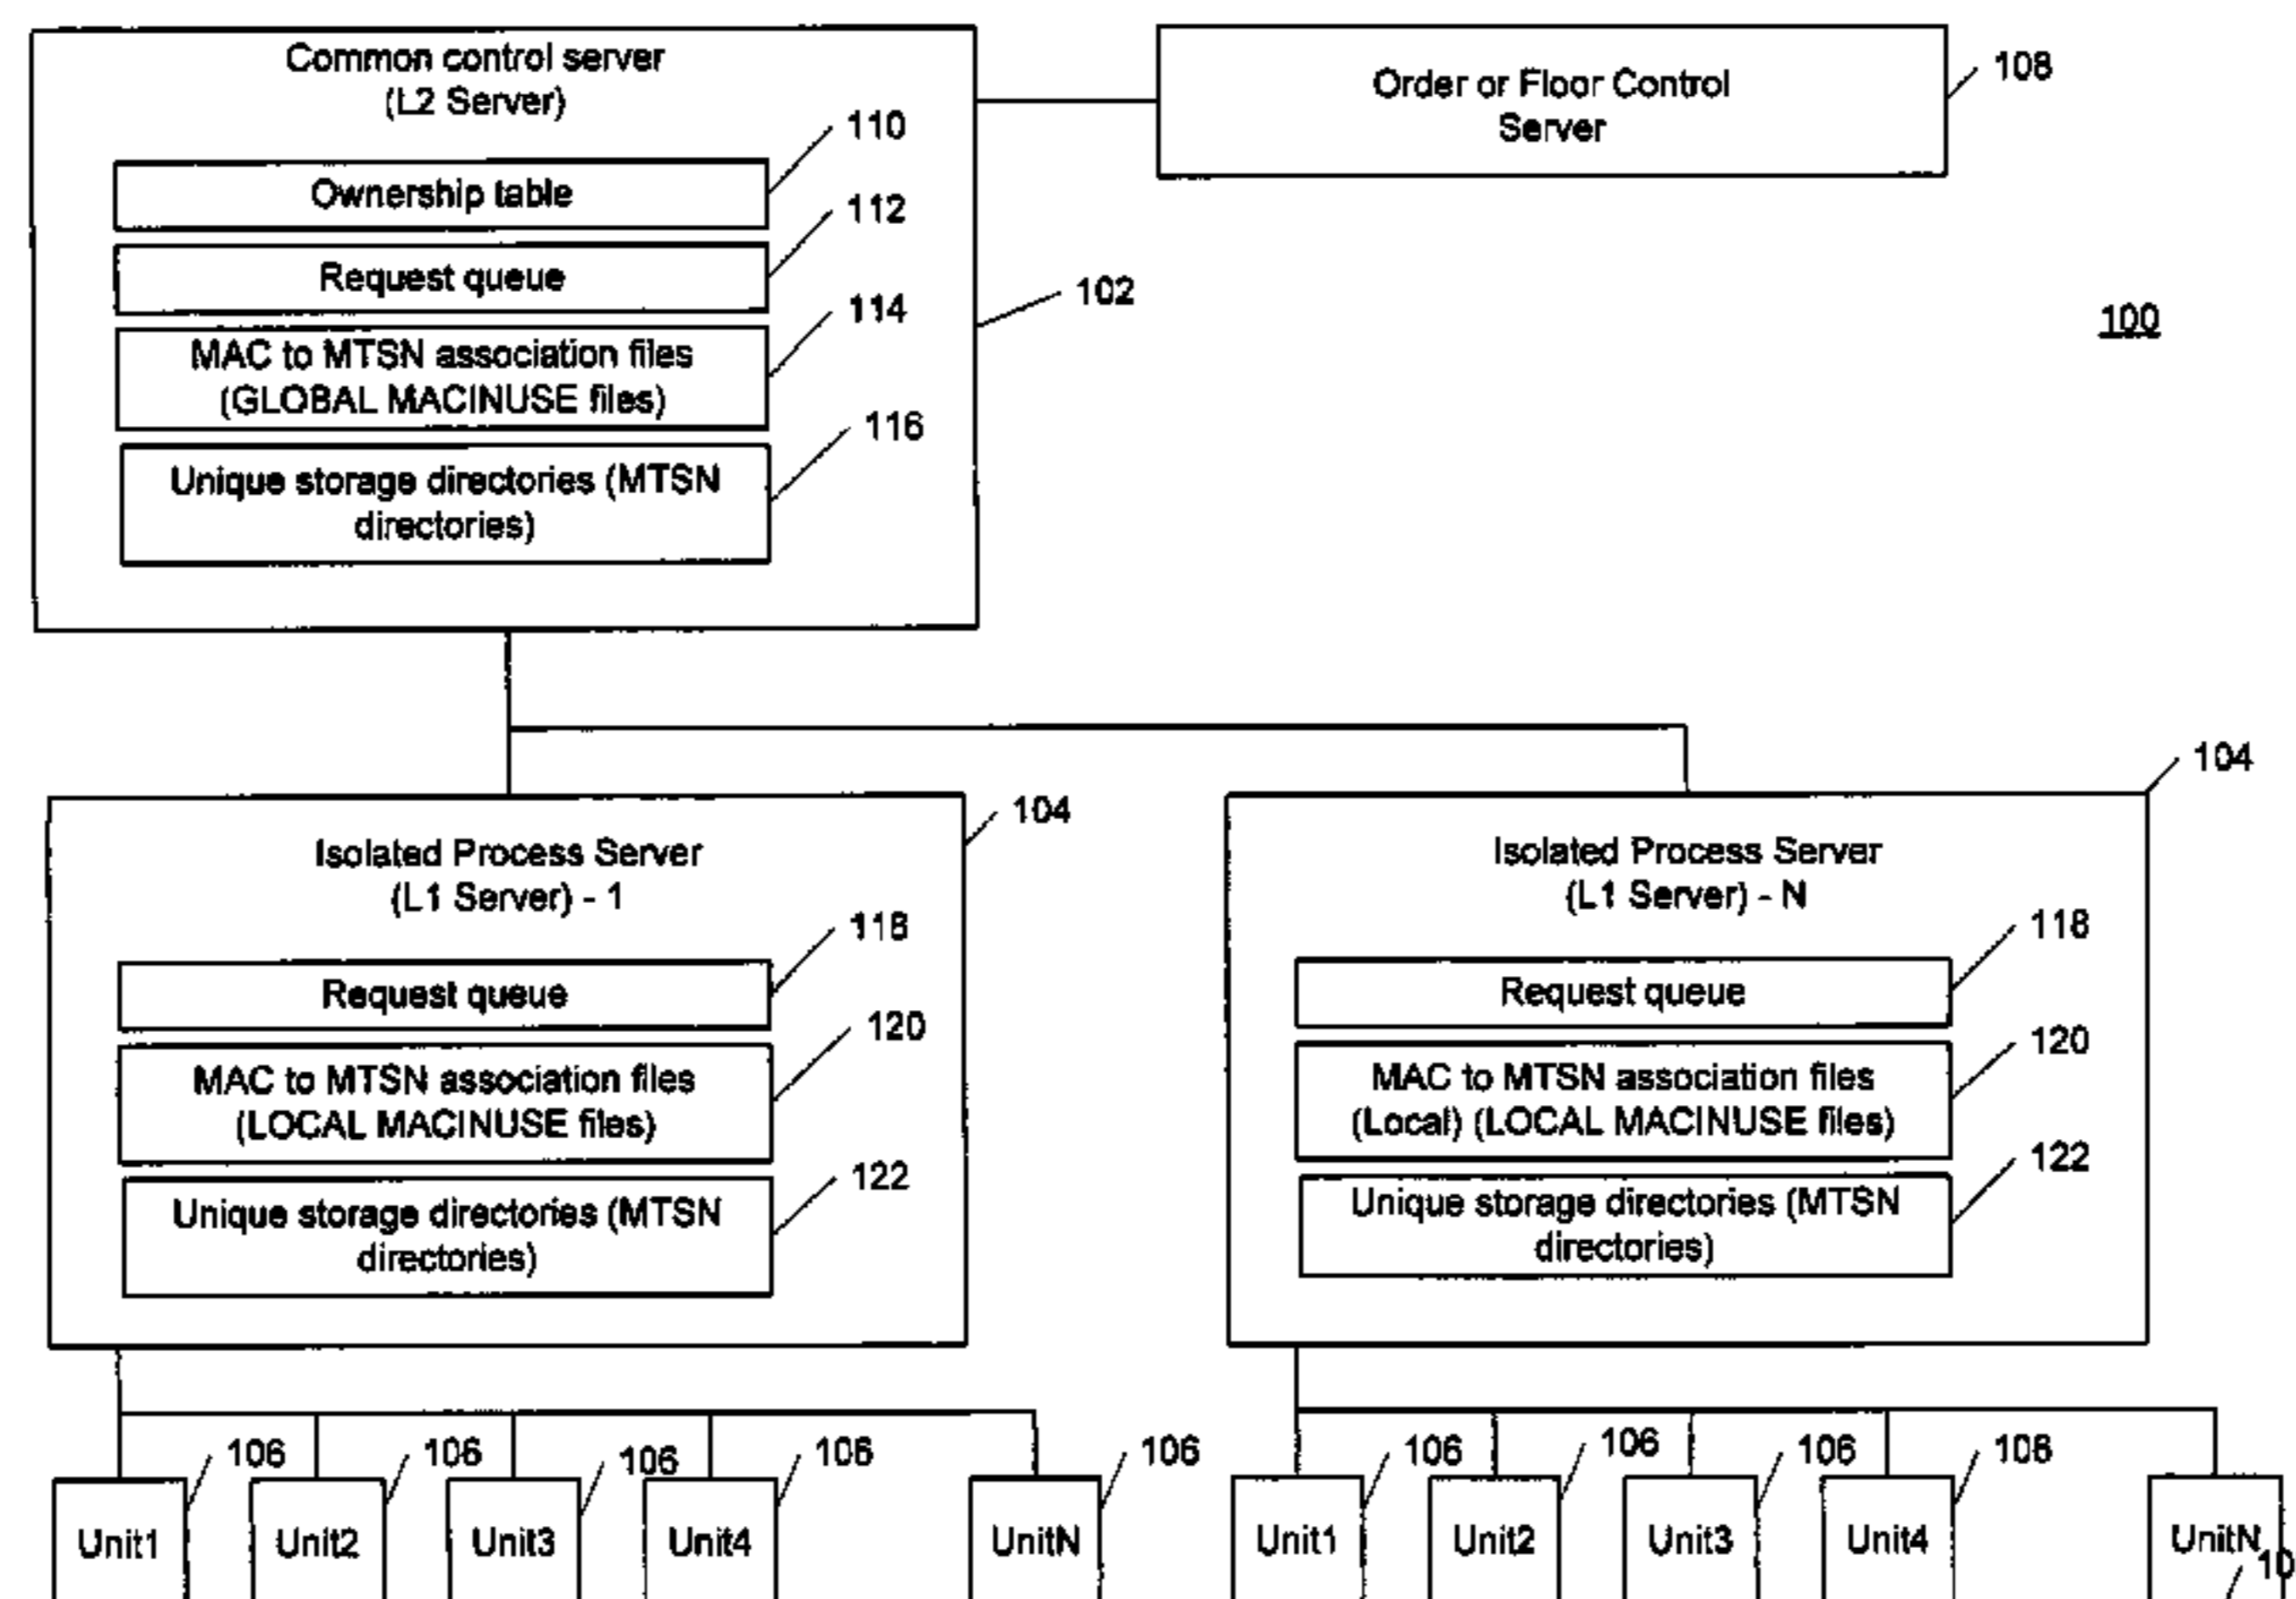 Common control server
(L2 Server)
110
Ownership table
112
Request queue
114
MAC to MTSN association files
(GLOBAL MACINUSE files)
116
Unique storage directories (MTSN
directories)
102
Order or Floor Control
Server
108
100
104
Isolated Process Server
(L1 Server) - 1
118
Request queue
120
MAC to MTSN association files
(LOCAL MACINUSE files)
122
Unique storage directories (MTSN
directories)
104
Isolated Process Server
(L1 Server) - N
118
Request queue
120
MAC to MTSN association files
(Local) (LOCAL MACINUSE files)
122
Unique storage directories (MTSN
directories)
106
Unit1
106
Unit2
106
Unit3
106
Unit4
106
UnitN
106
Unit1
106
Unit2
106
Unit3
106
Unit4
UnitN